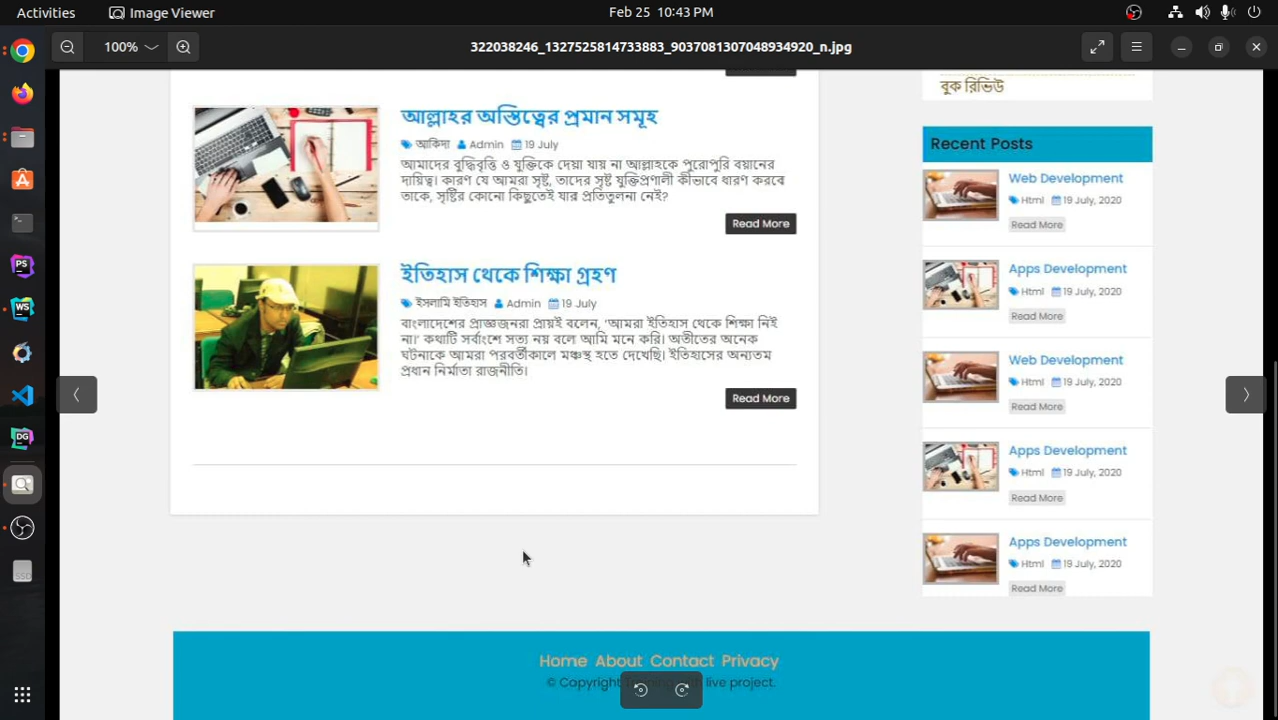 Activities
Image Viewer
Feb 25 10:43 PM
100%
322038246_1327525814733883_9037081307048934920_n.jpg
আল্লাহর অস্তিত্বের প্রমান সমূহ
আকিদা Admin 19 July
আমাদের বুদ্ধিবৃত্তি ও যুক্তিকে দেয়া যায় না আল্লাহকে পুরোপুরি বয়ানের
দায়িত্ব। কারণ যে আমরা সৃষ্ট, তাদের সৃষ্ট যুক্তিপ্রণালী কীভাবে ধারণ করবে
তাকে, সৃষ্টির কোনো কিছুতেই যার প্রতিতুলনা নেই?
Read More
ইতিহাস থেকে শিক্ষা গ্রহণ
ইসলামি ইতিহাস Admin 19 July
বাংলাদেশের প্রাজ্ঞজনরা প্রায়ই বলেন, ‘আমরা ইতিহাস থেকে শিক্ষা নিই
না।’ কথাটি সর্বাংশে সত্য নয় বলে আমি মনে করি। অতীতের অনেক
ঘটনাকে আমরা পরবর্তীকালে মঞ্চস্থ হতে দেখেছি। ইতিহাসের অন্যতম
প্রধান নির্মাতা রাজনীতি।
Read More
বুক রিভিউ
Recent Posts
Web Development
Html 19 July, 2020
Read More
Apps Development
Html 19 July, 2020
Read More
Web Development
Html 19 July, 2020
Read More
Apps Development
Html 19 July, 2020
Read More
Apps Development
Html 19 July, 2020
Read More
Home About Contact Privacy
© Copyright live project.
PS
WS
DG
SSD